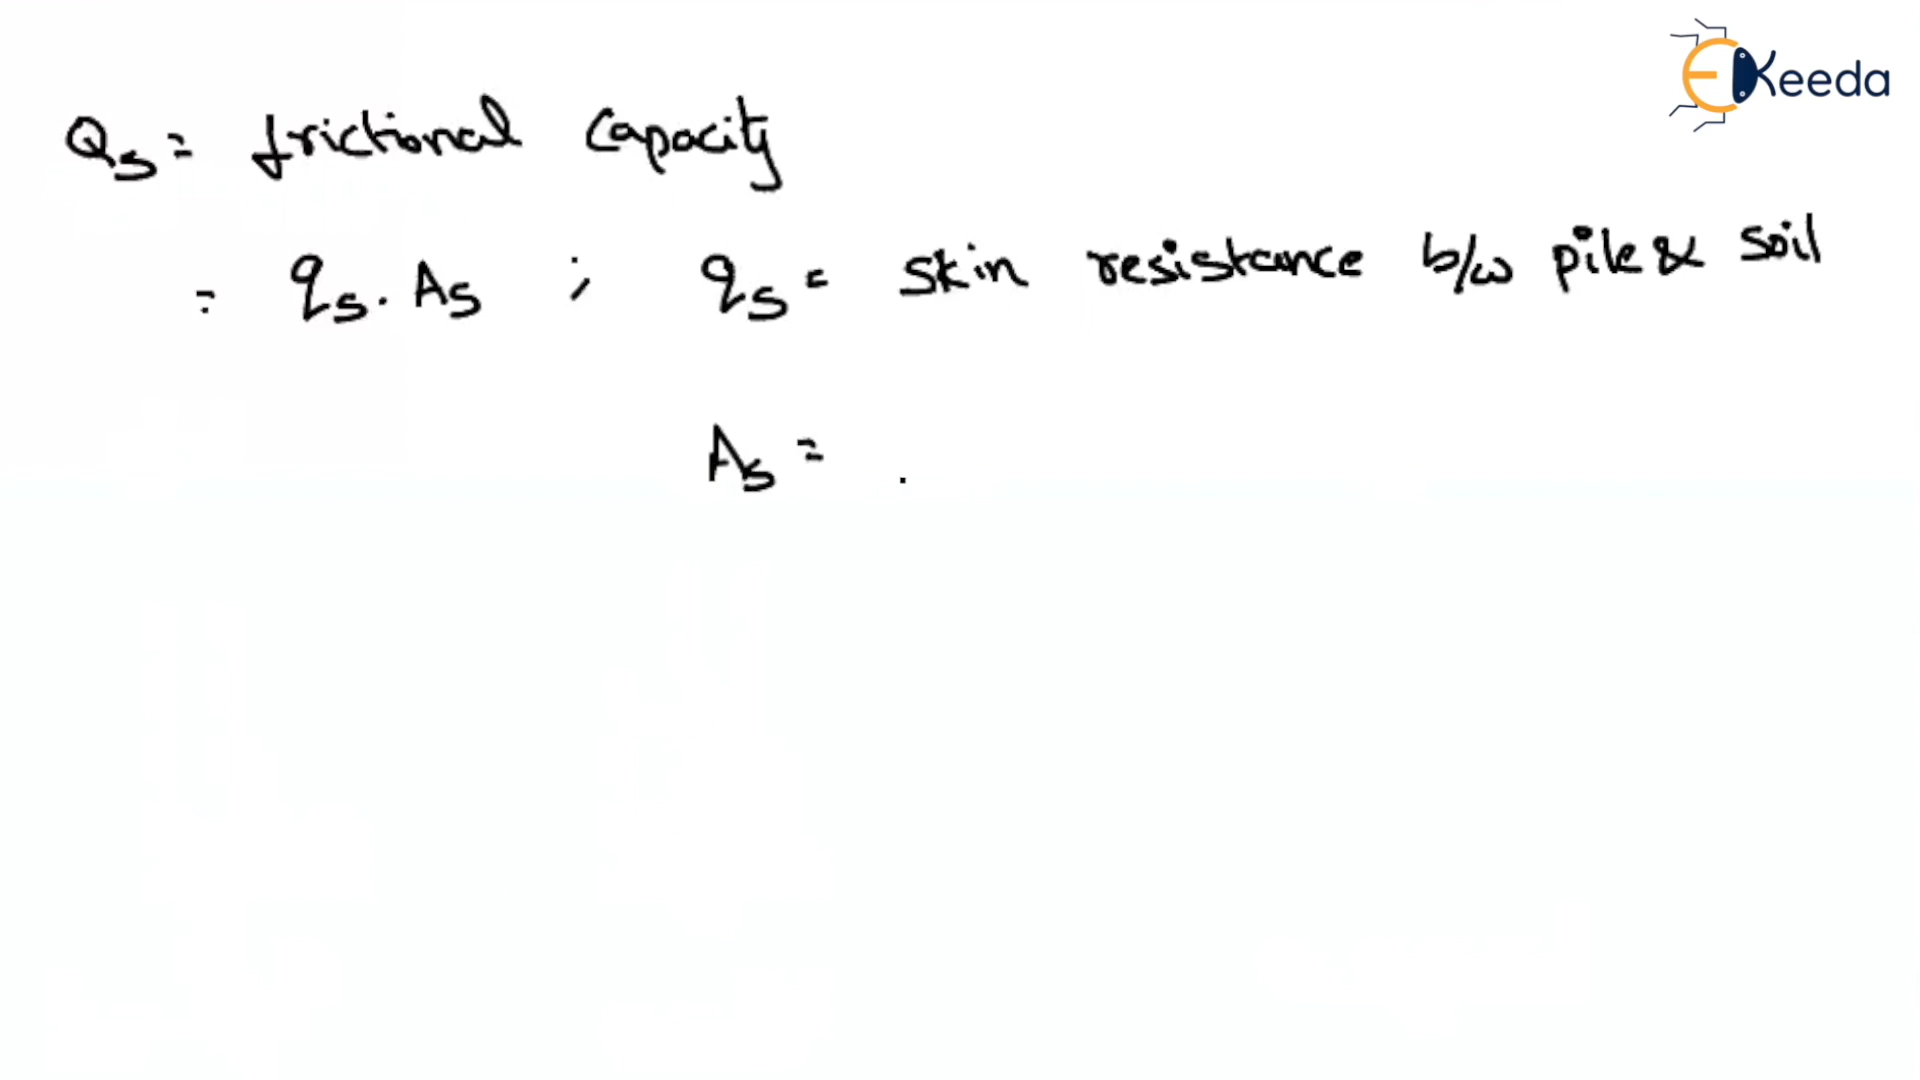 EKeeda
Qs = frictional capacity
= qs . As ; qs = skin resistance b/w pile & soil
As =